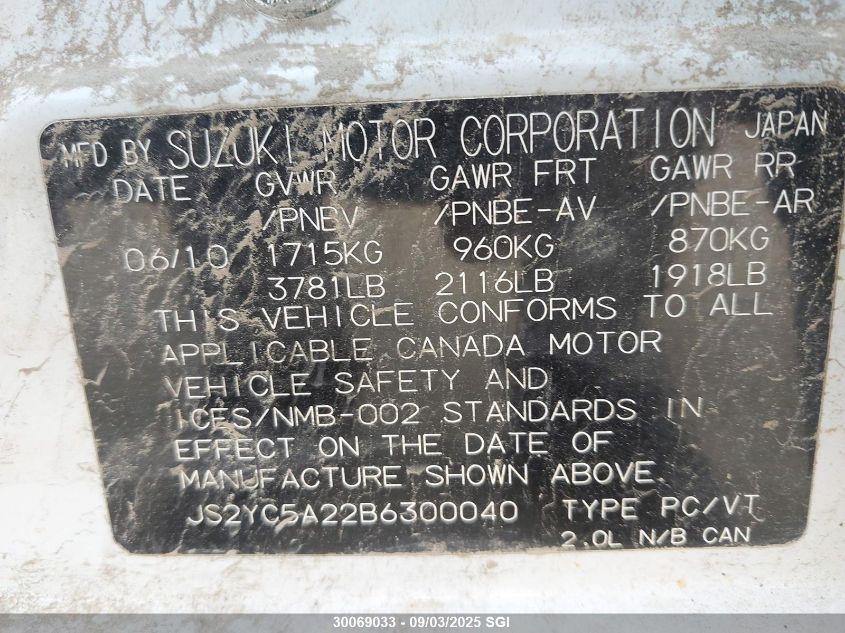 MFD BY SUZUKI MOTOR CORPORATION JAPAN
DATE GVWR GAWR FRT GAWR RR
/PNBV /PNBE-AV /PNBE-AR
06/10 1715KG 960KG 870KG
3781LB 2116LB 1918LB
THIS VEHICLE CONFORMS TO ALL
APPLICABLE CANADA MOTOR
VEHICLE SAFETY AND
ICES/NMB-002 STANDARDS IN
EFFECT ON THE DATE OF
MANUFACTURE SHOWN ABOVE.
JS2YC5A22B6300040 TYPE RC/VT
2.0L N/B CAN
30069033 - 09/03/2025 SGI